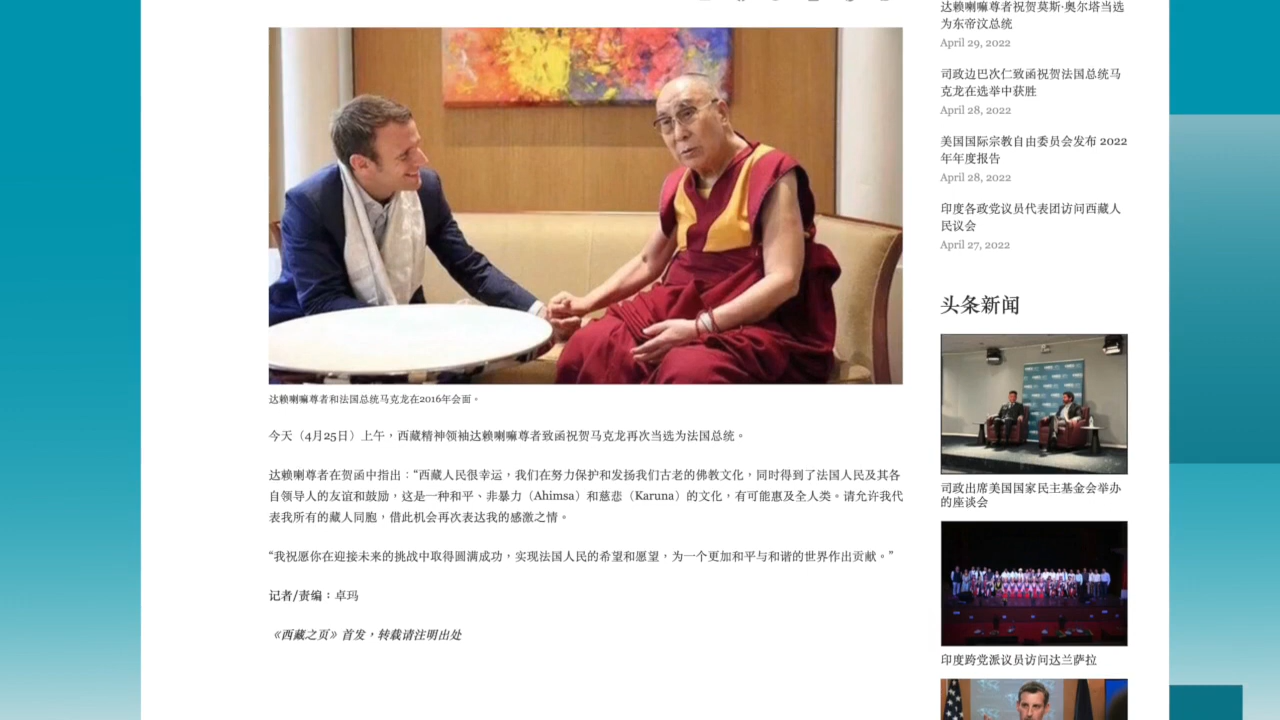 达赖喇嘛尊者和法国总统马克龙在2016年会面。
今天（4月25日）上午，西藏精神领袖达赖喇嘛尊者致函祝贺马克龙再次当选为法国总统。
达赖喇尊者在贺函中指出：“西藏人民很幸运，我们在努力保护和发扬我们古老的佛教文化，同时得到了法国人民及其各
自领导人的友谊和鼓励，这是一种和平、非暴力（Ahimsa）和慈悲（Karuna）的文化，有可能惠及全人类。请允许我代
表我所有的藏人同胞，借此机会再次表达我的感激之情。
“我祝愿你在迎接未来的挑战中取得圆满成功，实现法国人民的希望和愿望，为一个更加和平与和谐的世界作出贡献。”
记者/责编：卓玛
《西藏之页》首发，转载请注明出处
达赖喇嘛尊者祝贺莫斯·奥尔塔当选
为东帝汶总统
April 29, 2022
司政边巴次仁致函祝贺法国总统马
克龙在选举中获胜
April 28, 2022
美国国际宗教自由委员会发布 2022
年年度报告
April 28, 2022
印度各政党议员代表团访问西藏人
民议会
April 27, 2022
头条新闻
司政出席美国国家民主基金会举办
的座谈会
印度跨党派议员访问达兰萨拉